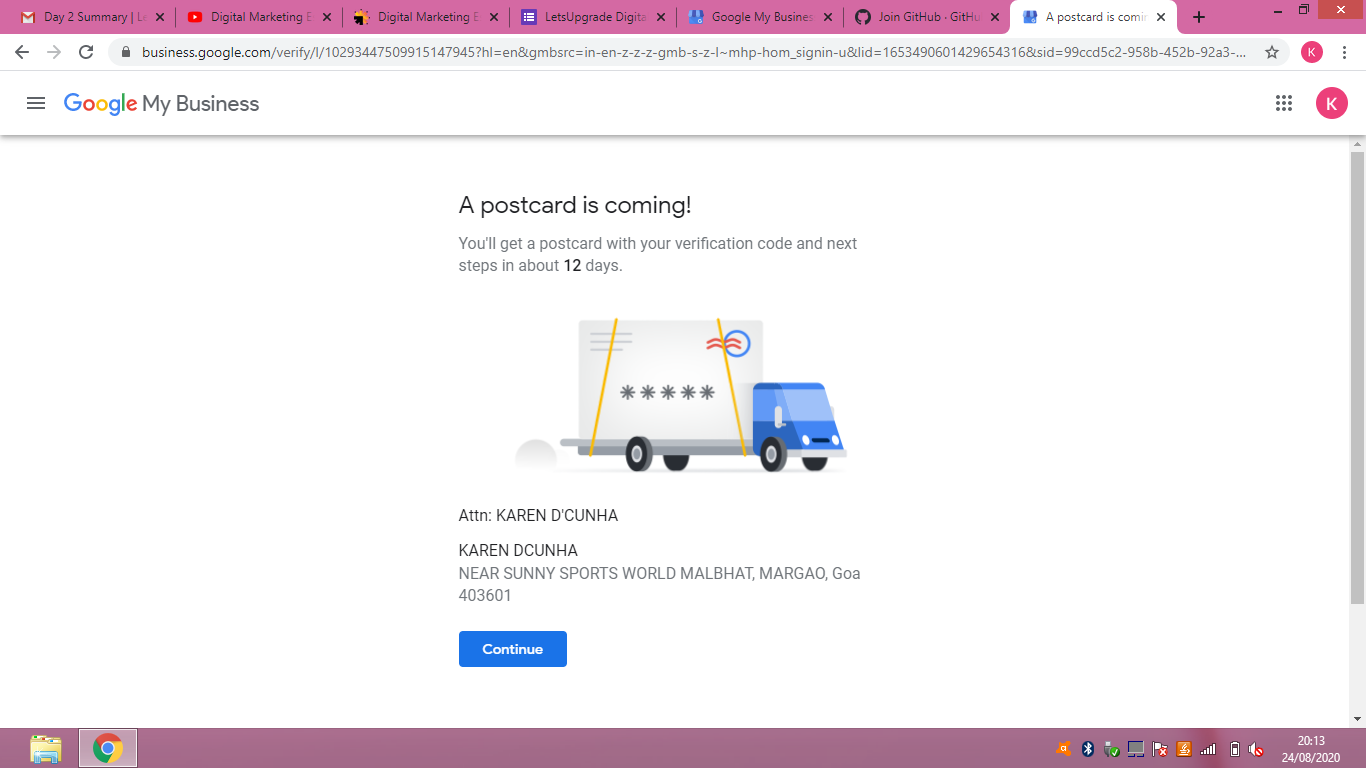 Day 2 Summary | Le
Digital Marketing E
Digital Marketing E
LetsUpgrade Digita
Google My Busines
Join GitHub · GitHu
A postcard is comin
business.google.com/verify/l/10293447509915147945?hl=en&gmbsrc=in-en-z-z-z-gmb-s-z-l~mhp-hom_signin-u&lid=1653490601429654316&sid=99ccd5c2-958b-452b-92a3-...
K
Google My Business
K
A postcard is coming!
You'll get a postcard with your verification code and next
steps in about 12 days.
*****
Attn: KAREN D'CUNHA
KAREN DCUNHA
NEAR SUNNY SPORTS WORLD MALBHAT, MARGAO, Goa
403601
Continue
20:13
24/08/2020